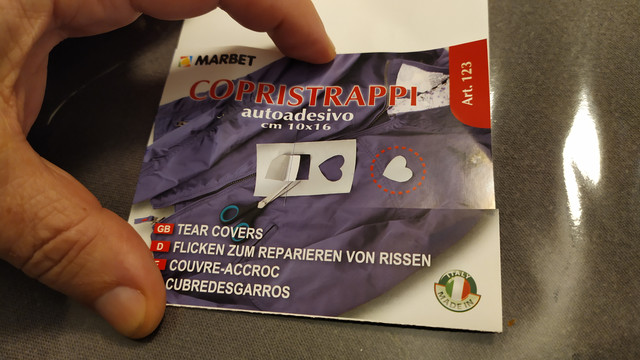 MARBET
Art. 123
COPRISTRAPPI
autoadesivo
cm 10x16
GB TEAR COVERS
D FLICKEN ZUM REPARIEREN VON RISSEN
F COUVRE-ACCROC
CUBREDESGARROS
ITALY
MADE IN